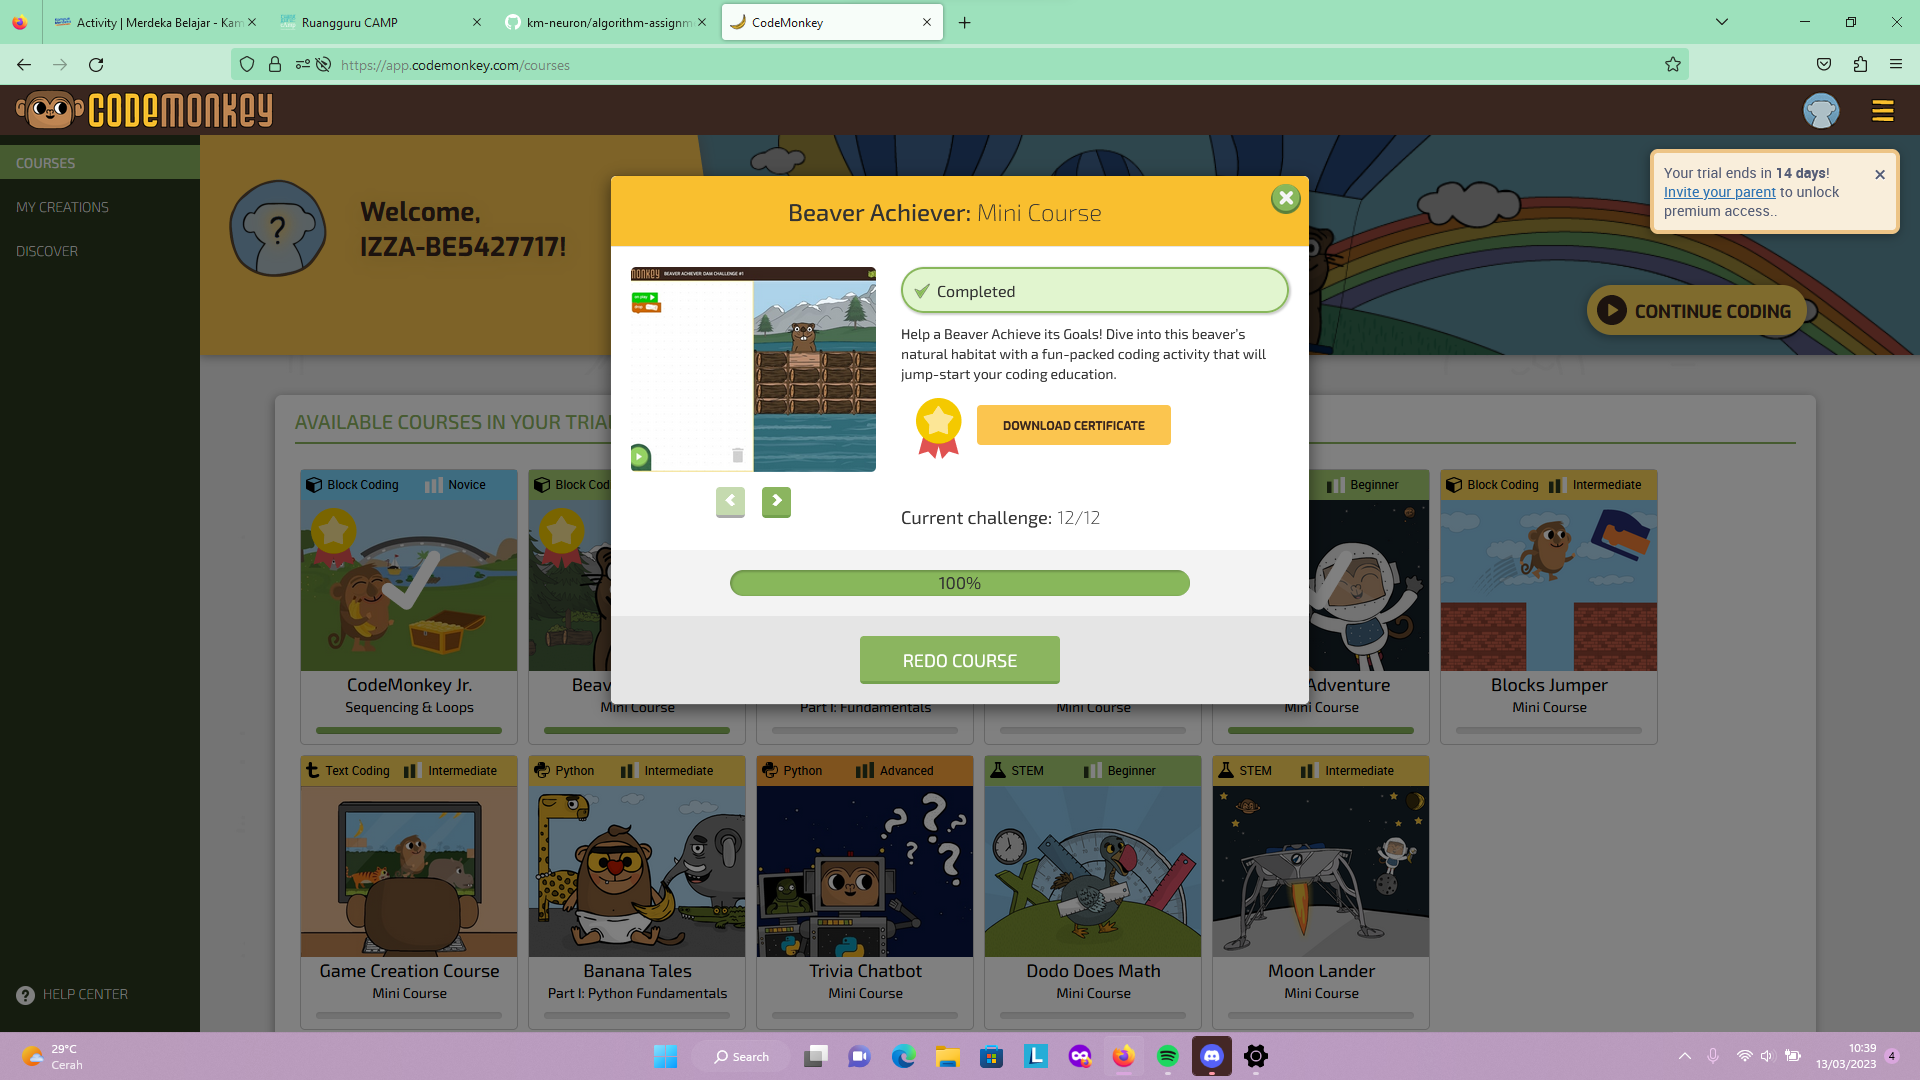 Activity | Merdeka Belajar - Kam
Ruangguru CAMP
km-neuron/algorithm-assignm
CodeMonkey
https://app.codemonkey.com/courses
CODEMONKEY
COURSES
MY CREATIONS
DISCOVER
HELP CENTER
?
Welcome,
IZZA-BE5427717!
Your trial ends in 14 days!
Invite your parent to unlock
premium access..
CONTINUE CODING
AVAILABLE COURSES IN YOUR TRIA
Beaver Achiever: Mini Course
BEAVER ACHIEVER: DAM CHALLENGE #1
Completed
Help a Beaver Achieve its Goals! Dive into this beaver's
natural habitat with a fun-packed coding activity that will
jump-start your coding education.
DOWNLOAD CERTIFICATE
Current challenge: 12/12
100%
REDO COURSE
Block Coding Novice
CodeMonkey Jr.
Sequencing & Loops
Block Cod
Beav
Mini Course
Part I: Fundamentals
Mini Course
Beginner
Adventure
Mini Course
Block Coding Intermediate
Blocks Jumper
Mini Course
Text Coding Intermediate
Game Creation Course
Mini Course
Python Intermediate
Banana Tales
Part I: Python Fundamentals
Python Advanced
Trivia Chatbot
Mini Course
STEM Beginner
Dodo Does Math
Mini Course
STEM Intermediate
Moon Lander
Mini Course
29°C
Cerah
Search
10:39
13/03/2023
4